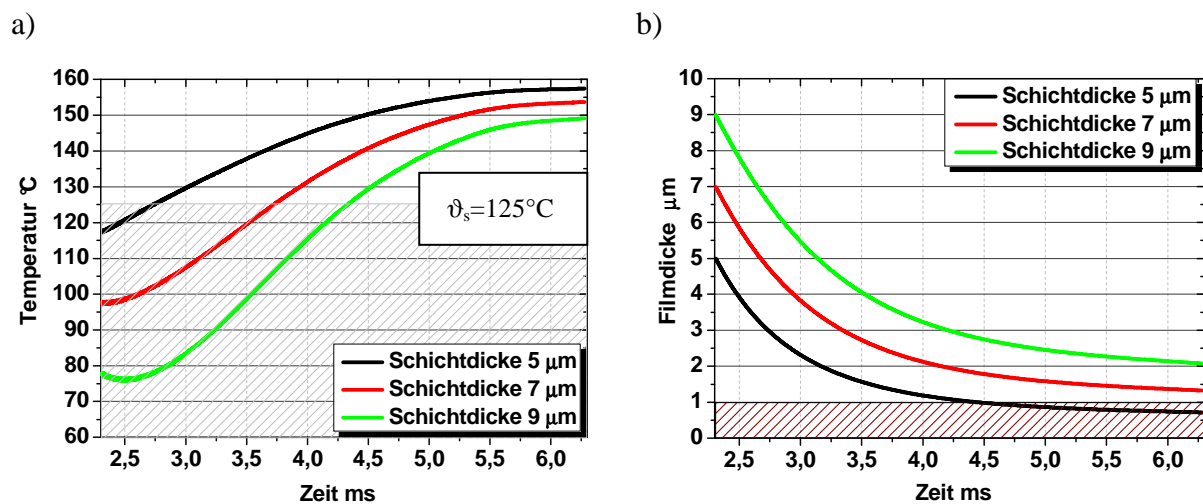 a)
160
150
140
130
120
110
100
90
80
70
60
Temperatur °C
ϑs=125°C
Schichtdicke 5 µm
Schichtdicke 7 µm
Schichtdicke 9 µm
2,5 3,0 3,5 4,0 4,5 5,0 5,5 6,0
Zeit ms
b)
10
9
8
7
6
5
4
3
2
1
0
Filmdicke µm
Schichtdicke 5 µm
Schichtdicke 7 µm
Schichtdicke 9 µm
2,5 3,0 3,5 4,0 4,5 5,0 5,5 6,0
Zeit ms